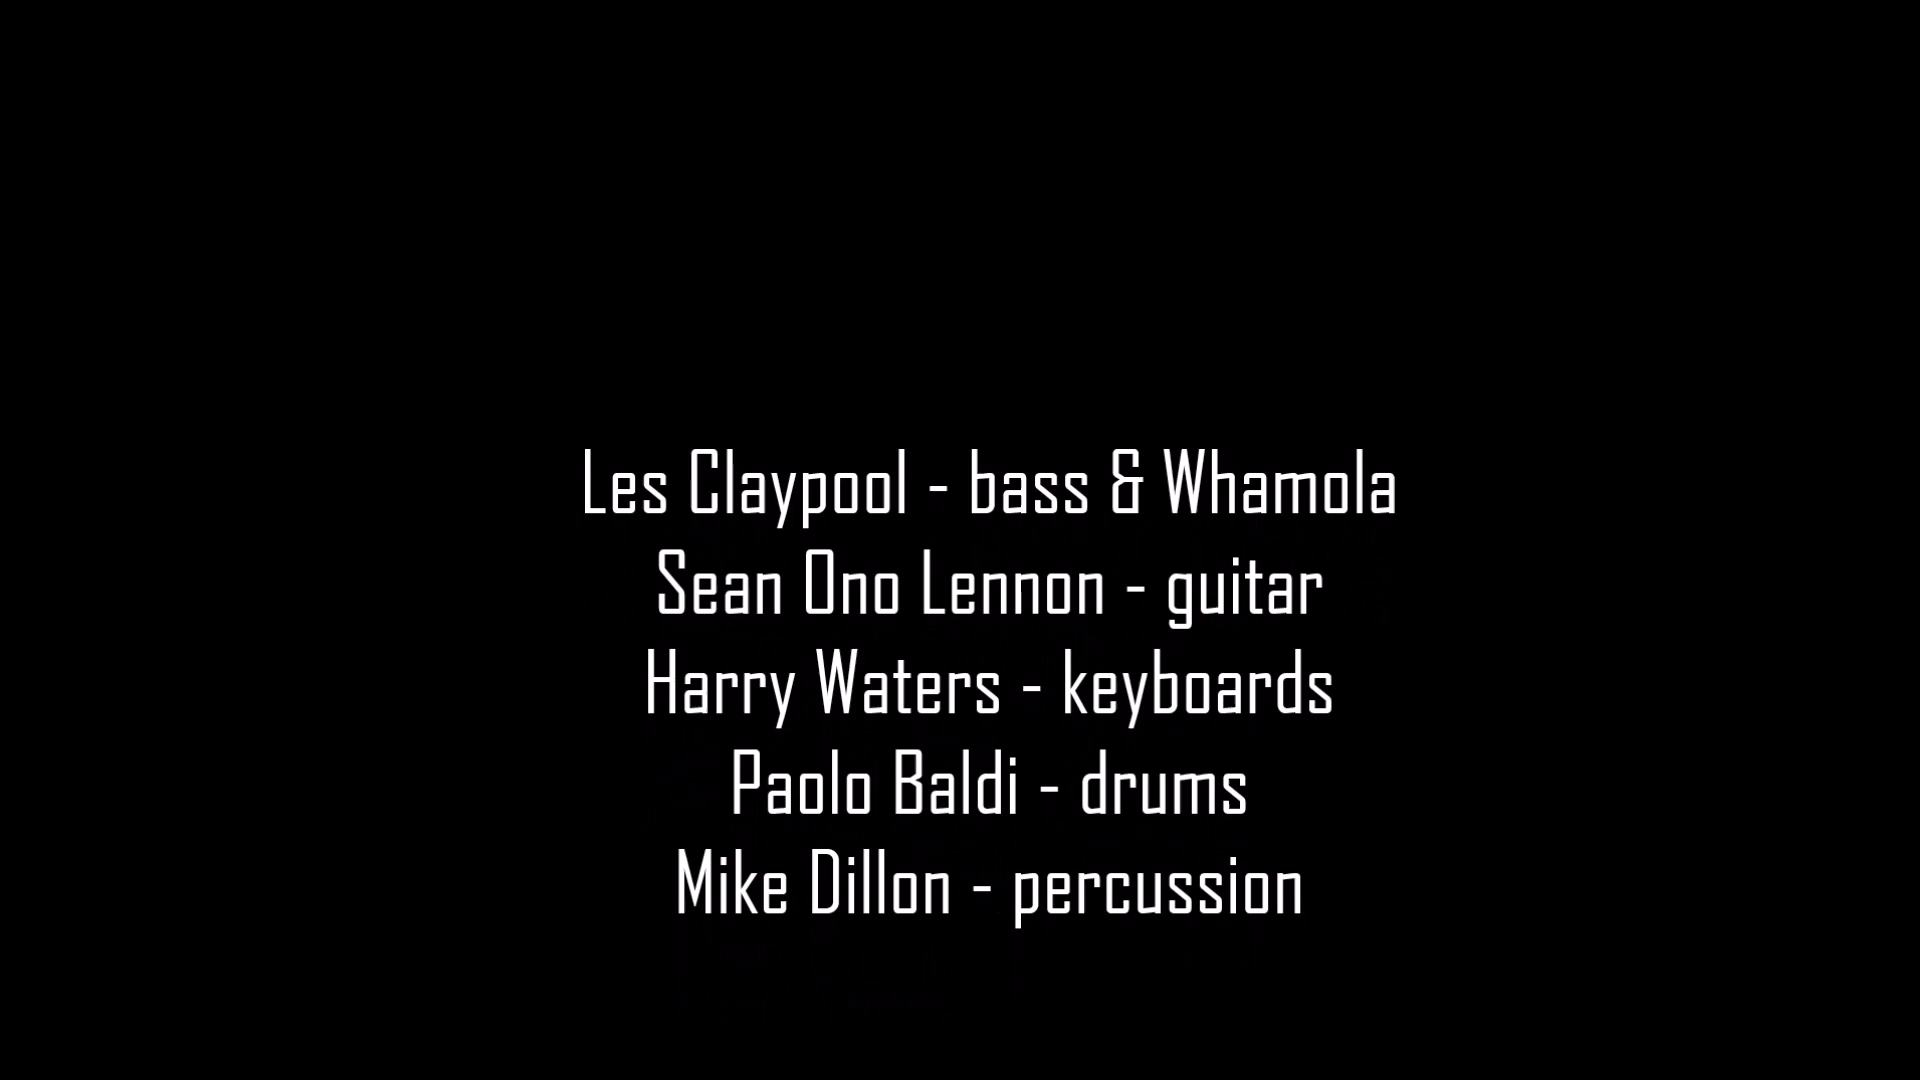 Les Claypool - bass & Whamola
Sean Ono Lennon - guitar
Harry Waters - keyboards
Paolo Baldi - drums
Mike Dillon - percussion